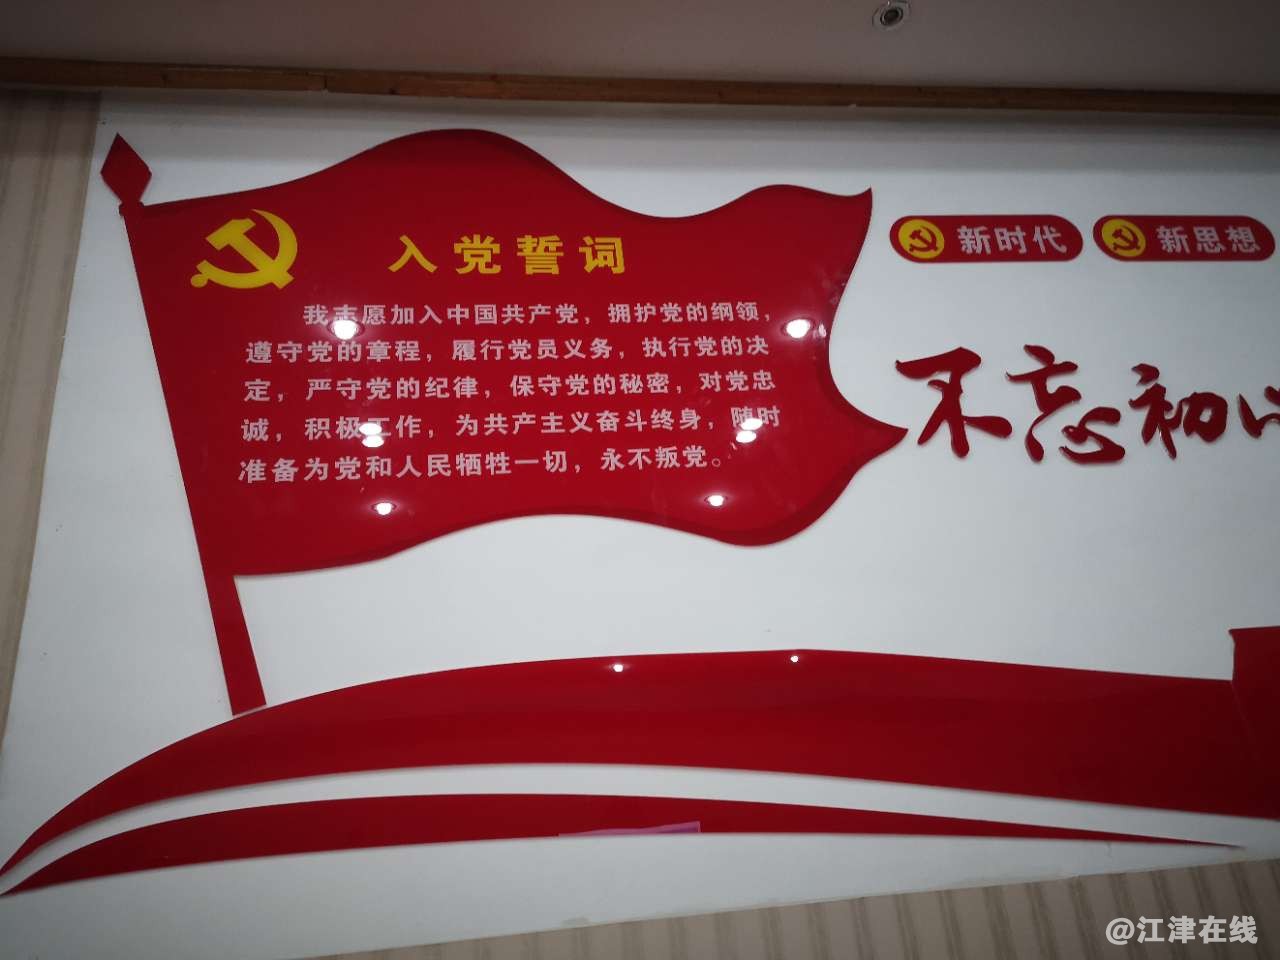 入党誓词
我志愿加入中国共产党，拥护党的纲领，
遵守党的章程，履行党员义务，执行党的决
定，严守党的纪律，保守党的秘密，对党忠
诚，积极工作，为共产主义奋斗终身，随时
准备为党和人民牺牲一切，永不叛党。
新时代
新思想
不忘初心
@江津在线